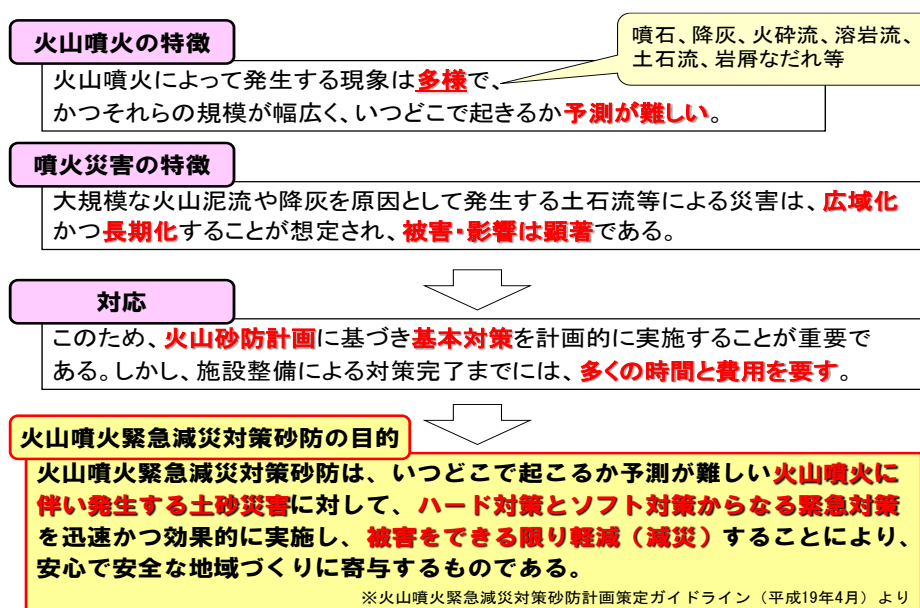 火山噴火の特徴
噴石、降灰、火砕流、溶岩流、
土石流、岩屑なだれ等
火山噴火によって発生する現象は多様で、
かつそれらの規模が幅広く、いつどこで起きるか予測が難しい。
噴火災害の特徴
大規模な火山泥流や降灰を原因として発生する土石流等による災害は、広域化
かつ長期化することが想定され、被害・影響は顕著である。
対応
このため、火山砂防計画に基づき基本対策を計画的に実施することが重要で
ある。しかし、施設整備による対策完了までには、多くの時間と費用を要す。
火山噴火緊急減災対策砂防の目的
火山噴火緊急減災対策砂防は、いつどこで起こるか予測が難しい火山噴火に
伴い発生する土砂災害に対して、ハード対策とソフト対策からなる緊急対策
を迅速かつ効果的に実施し、被害をできる限り軽減（減災）することにより、
安心で安全な地域づくりに寄与するものである。
※火山噴火緊急減災対策砂防計画策定ガイドライン（平成19年4月）より